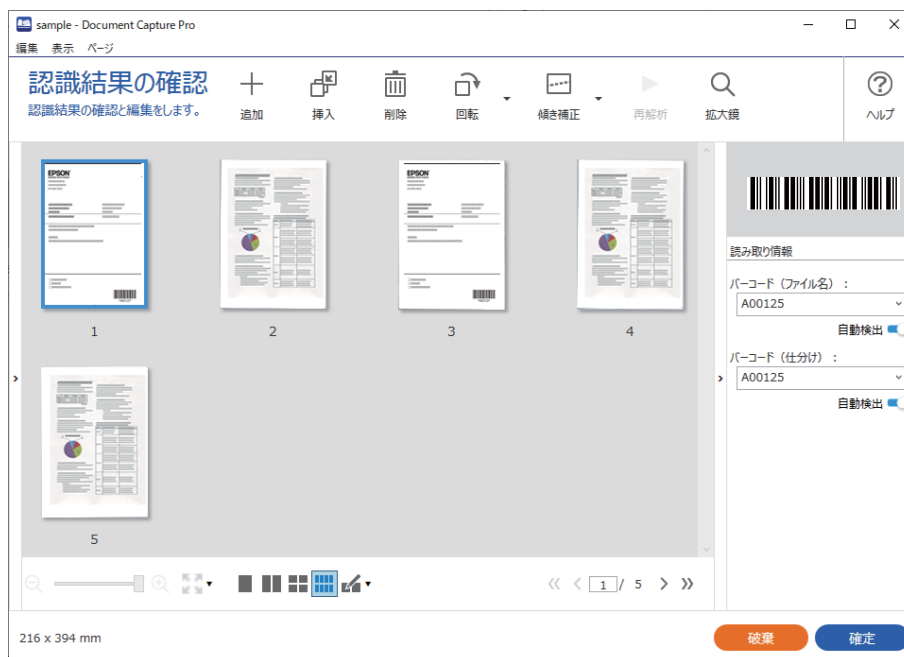 sample - Document Capture Pro
編集 表示 ページ
認識結果の確認
認識結果の確認と編集をします。
追加 挿入 削除 回転 傾き補正 再解析 拡大鏡 ヘルプ
EPSON
EPSON
1 2 3 4
5
読み取り情報
バーコード（ファイル名）：
A00125
自動検出
バーコード（仕分け）：
A00125
自動検出
1 / 5
216 x 394 mm
破棄 確定